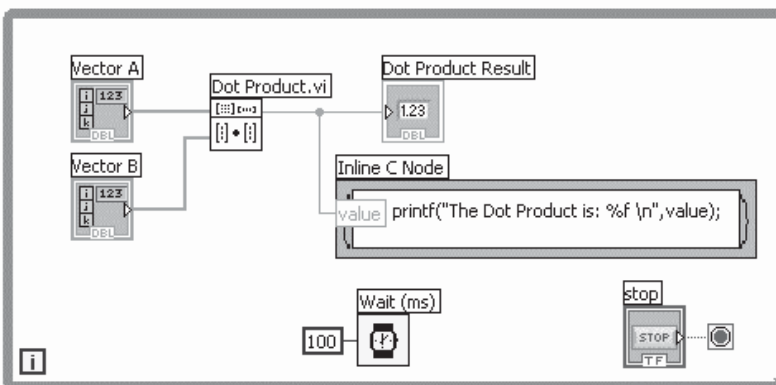 Vector A
i 123
j
k
DBL
Dot Product.vi
Dot Product Result
1.23
DBL
Vector B
i 123
j
k
DBL
Inline C Node
value printf("The Dot Product is: %f \n",value);
Wait (ms)
100
stop
STOP
TF
i